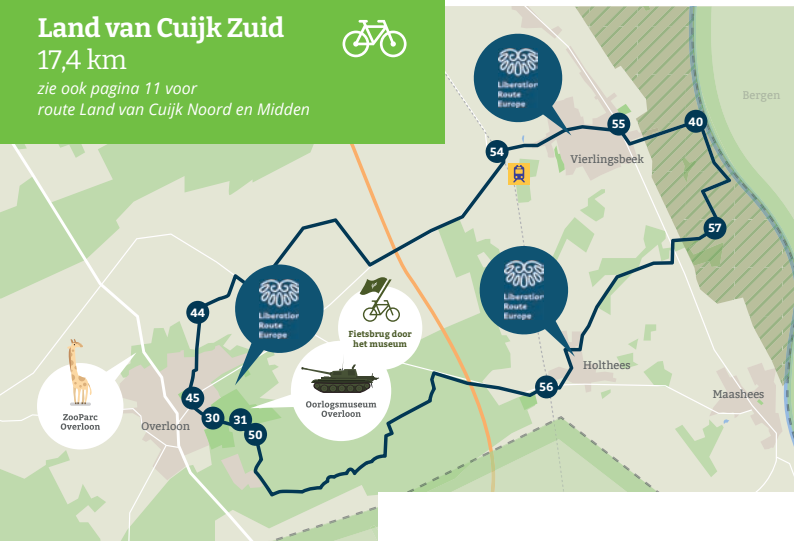 Land van Cuijk Zuid
17,4 km
zie ook pagina 11 voor
route Land van Cuijk Noord en Midden
Liberation
Route
Europe
Bergen
55
40
54
Vierlingsbeek
57
Liberation
Route
Europe
Liberation
Route
Europe
44
Fietsbrug door
het museum
Holthees
56
Maashees
45
Oorlogsmuseum
Overloon
ZooParc
Overloon
30
31
Overloon
50